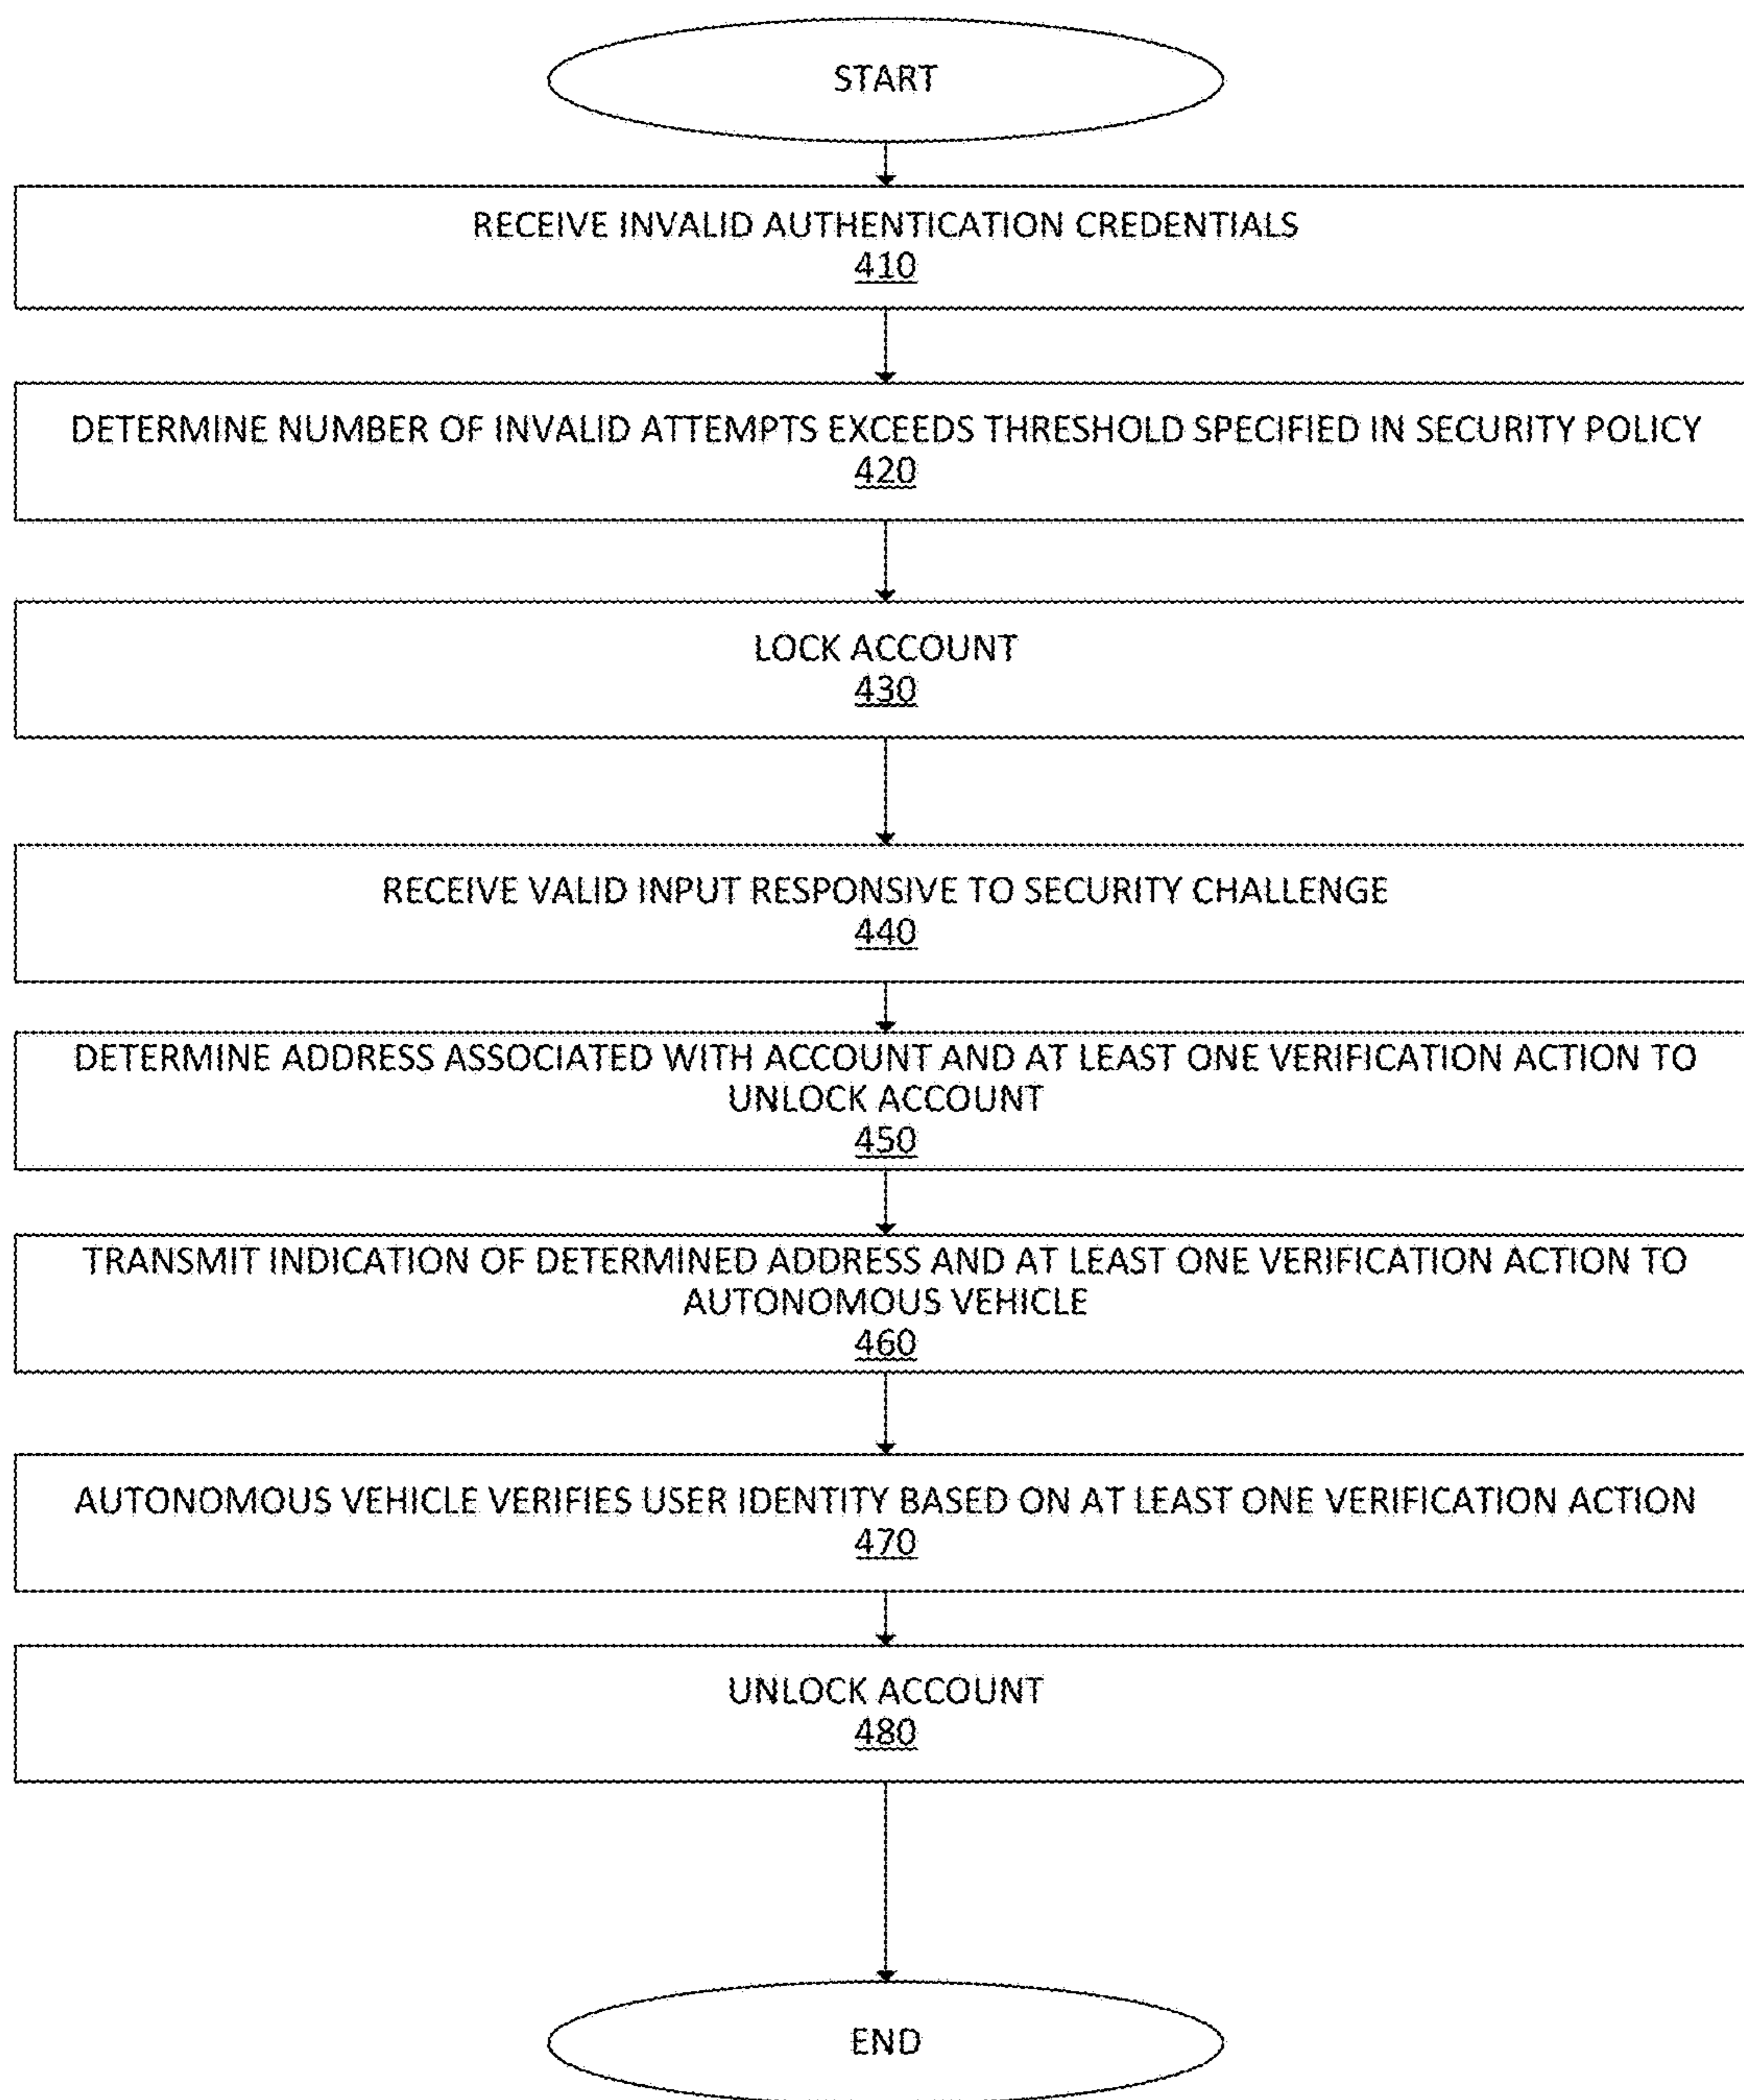 START
RECEIVE INVALID AUTHENTICATION CREDENTIALS
410
DETERMINE NUMBER OF INVALID ATTEMPTS EXCEEDS THRESHOLD SPECIFIED IN SECURITY POLICY
420
LOCK ACCOUNT
430
RECEIVE VALID INPUT RESPONSIVE TO SECURITY CHALLENGE
440
DETERMINE ADDRESS ASSOCIATED WITH ACCOUNT AND AT LEAST ONE VERIFICATION ACTION TO
UNLOCK ACCOUNT
450
TRANSMIT INDICATION OF DETERMINED ADDRESS AND AT LEAST ONE VERIFICATION ACTION TO
AUTONOMOUS VEHICLE
460
AUTONOMOUS VEHICLE VERIFIES USER IDENTITY BASED ON AT LEAST ONE VERIFICATION ACTION
470
UNLOCK ACCOUNT
480
END